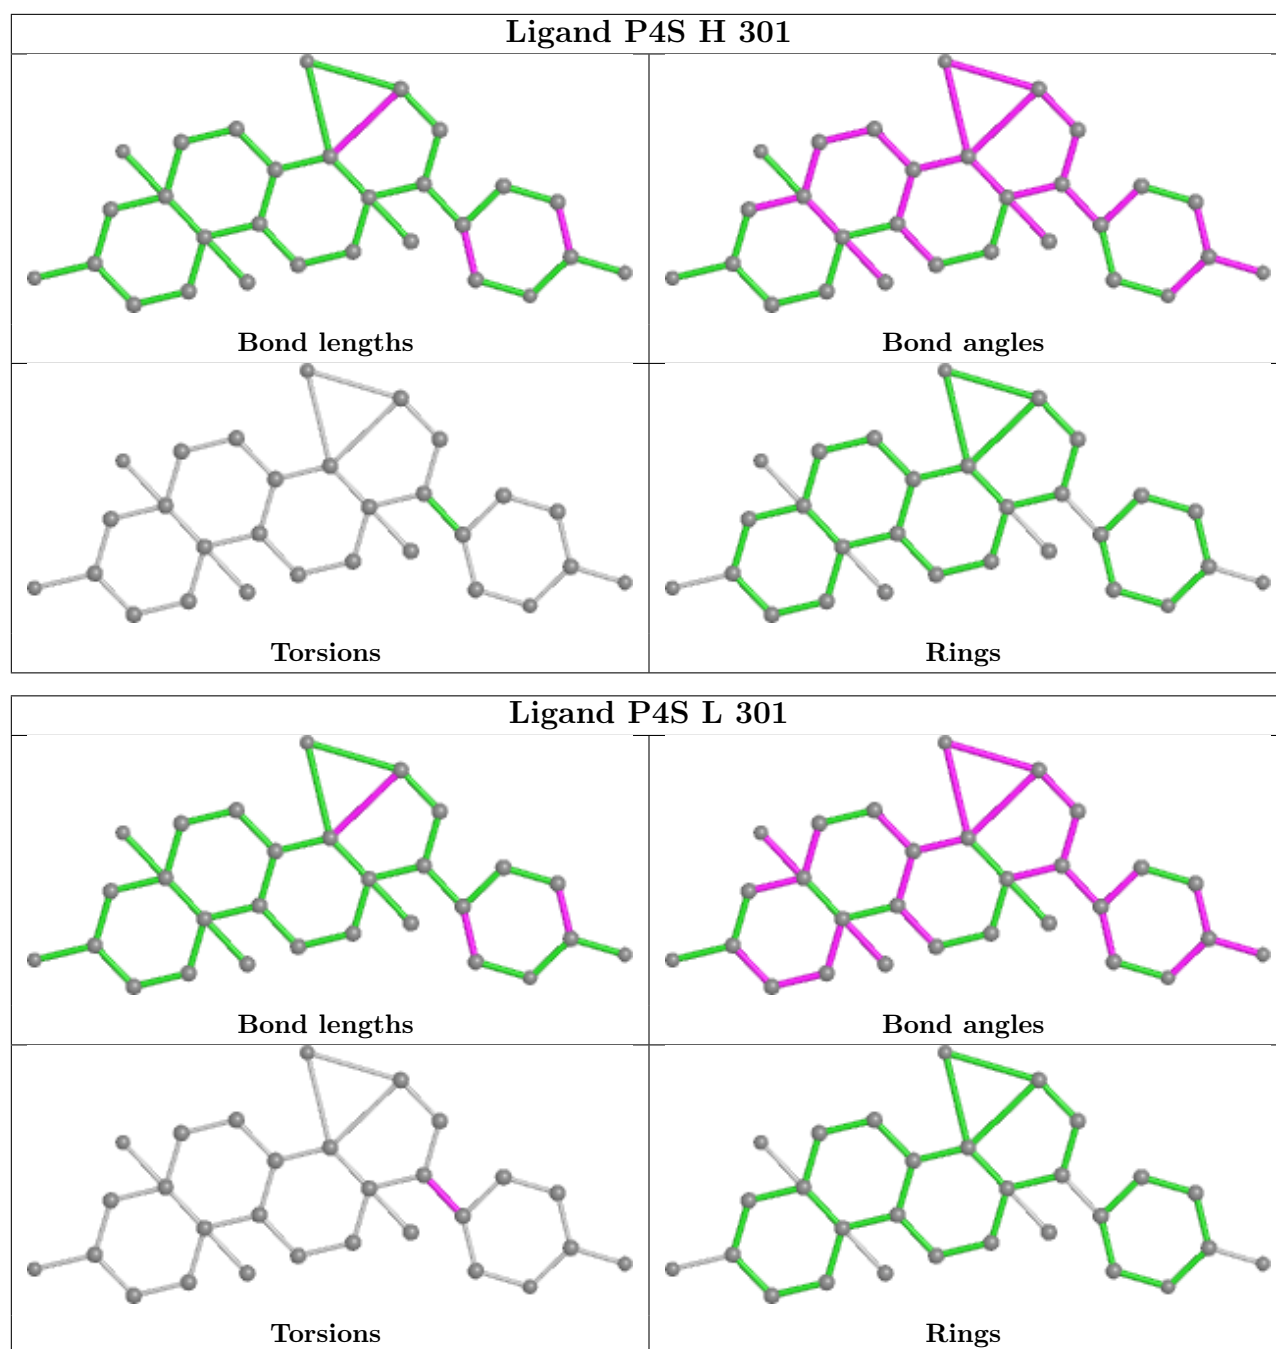 Ligand P4S H 301
Bond lengths
Bond angles
Torsions
Rings
Ligand P4S L 301
Bond lengths
Bond angles
Torsions
Rings